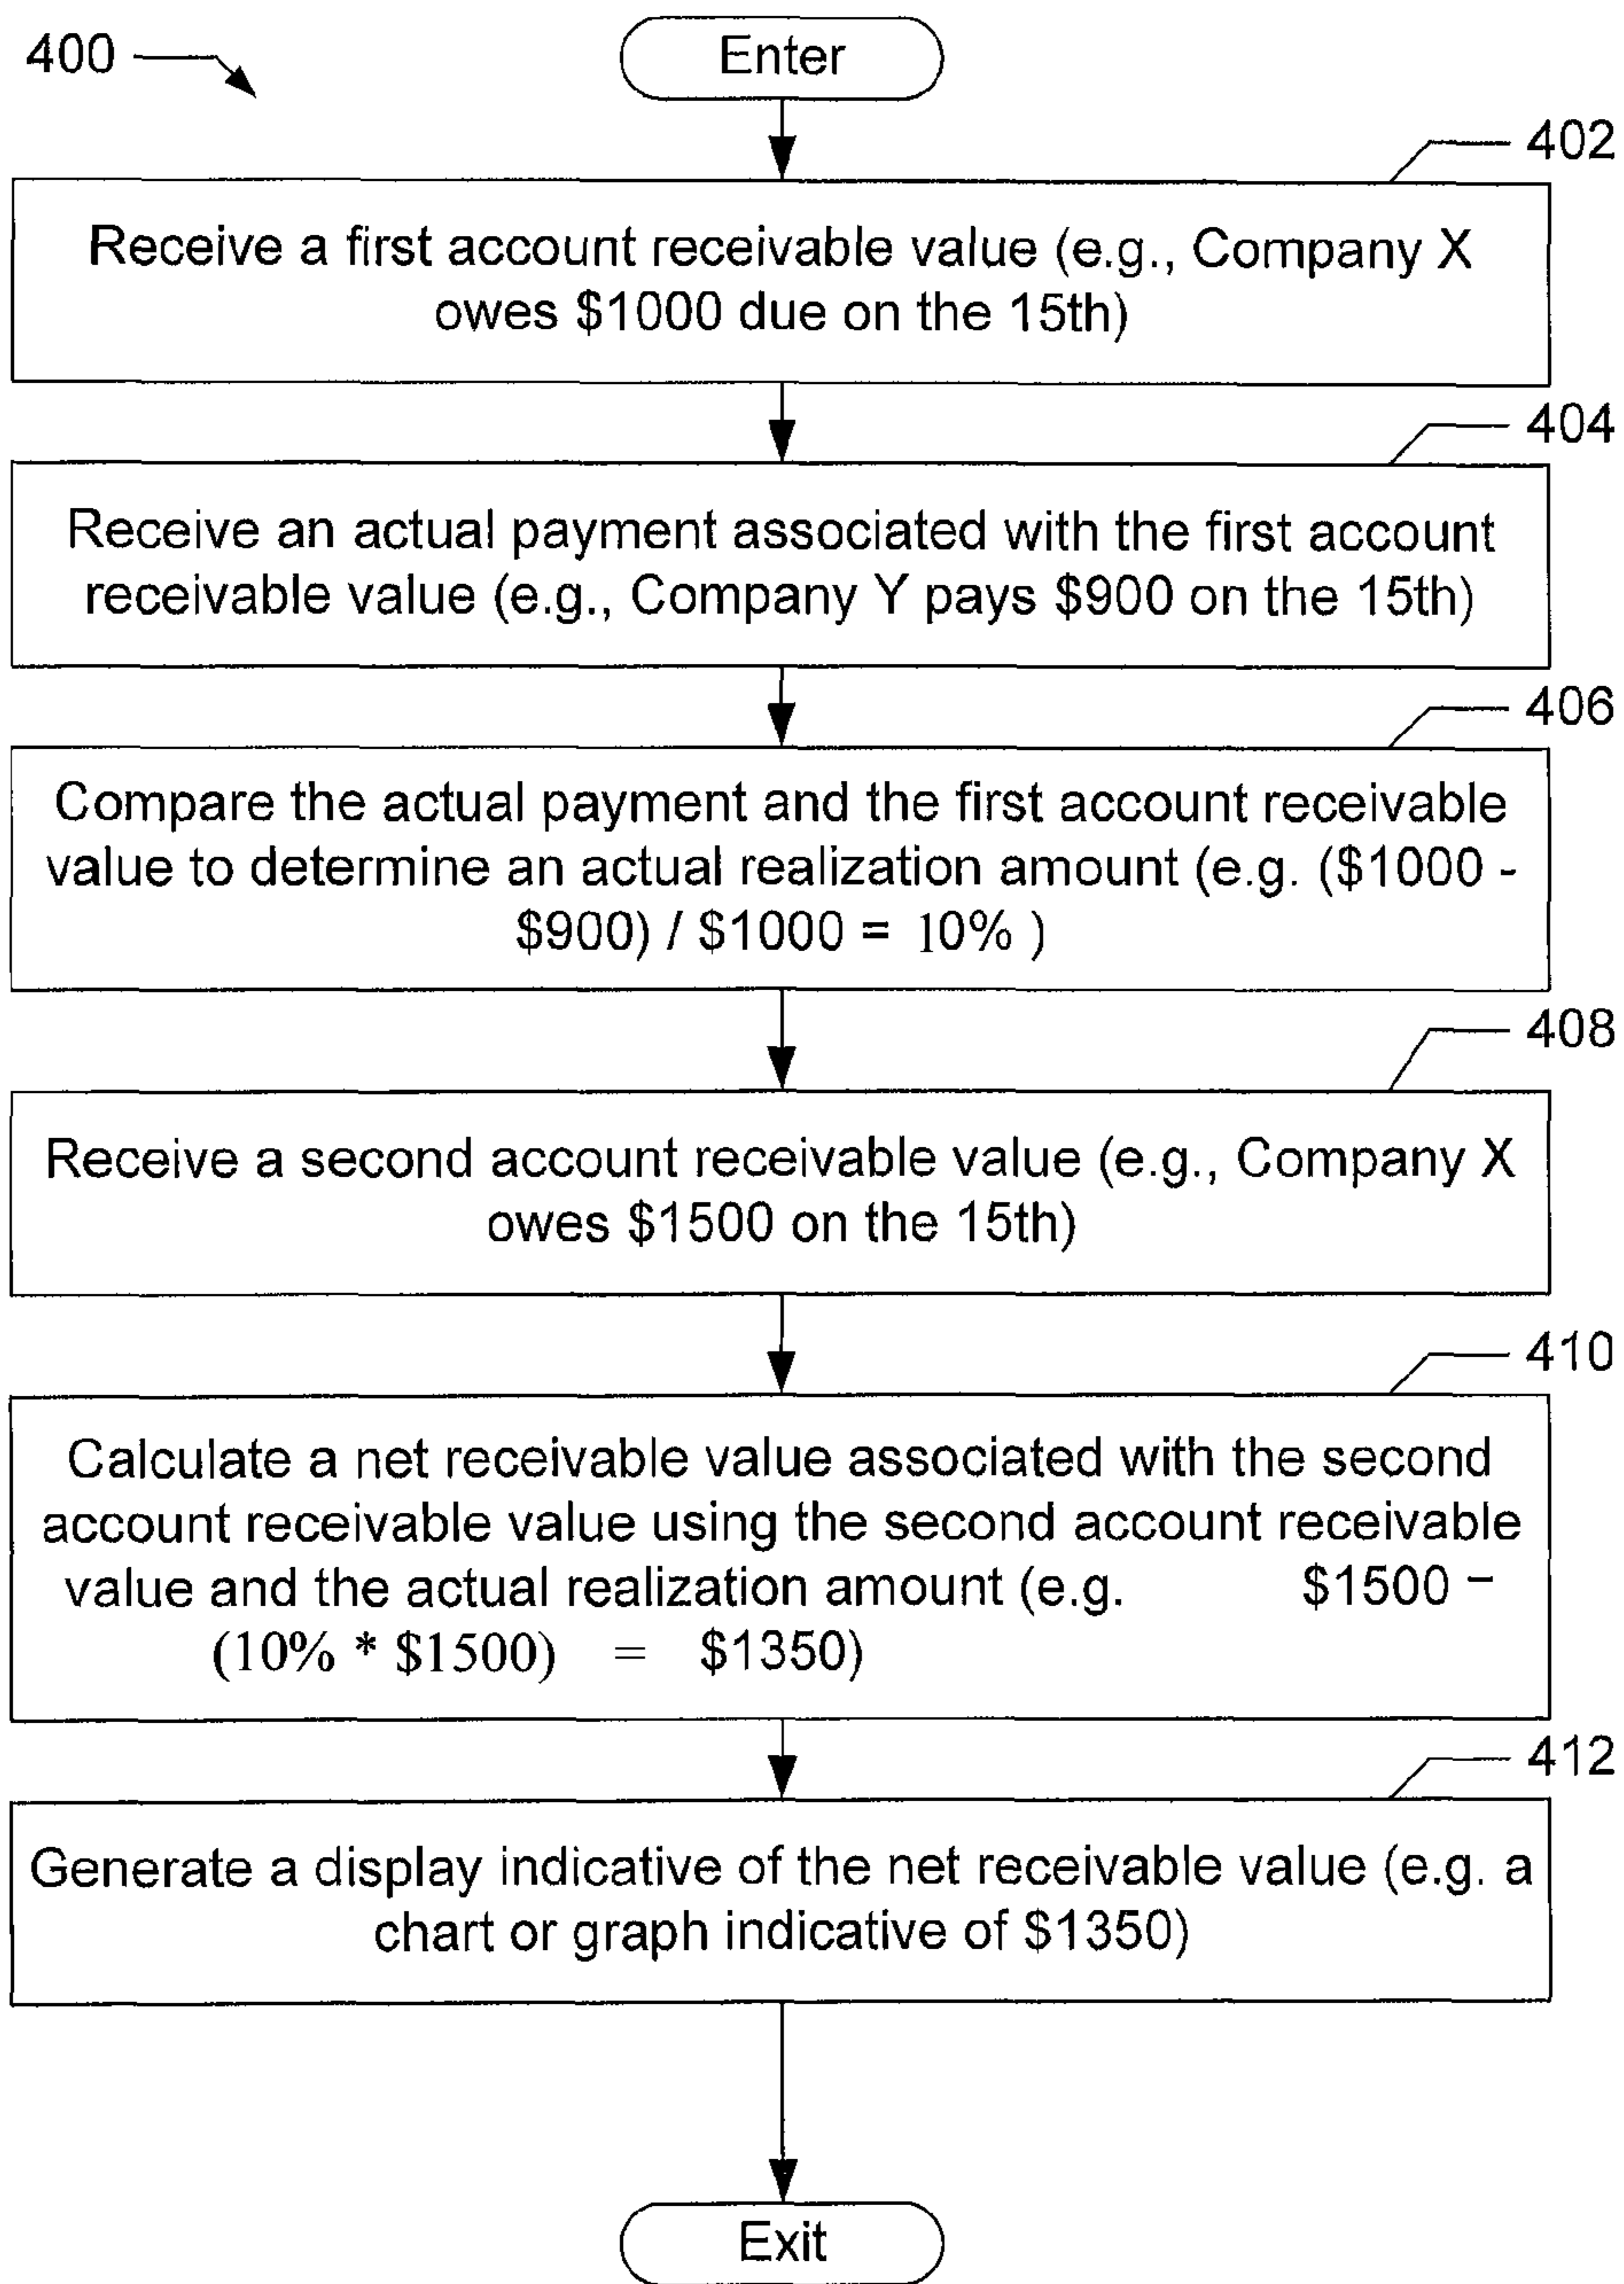 400
Enter
402
Receive a first account receivable value (e.g., Company X
owes $1000 due on the 15th)
404
Receive an actual payment associated with the first account
receivable value (e.g., Company Y pays $900 on the 15th)
406
Compare the actual payment and the first account receivable
value to determine an actual realization amount (e.g. ($1000 -
$900) / $1000 = 10% )
408
Receive a second account receivable value (e.g., Company X
owes $1500 on the 15th)
410
Calculate a net receivable value associated with the second
account receivable value using the second account receivable
value and the actual realization amount (e.g. $1500 –
(10% * $1500) = $1350)
412
Generate a display indicative of the net receivable value (e.g. a
chart or graph indicative of $1350)
Exit